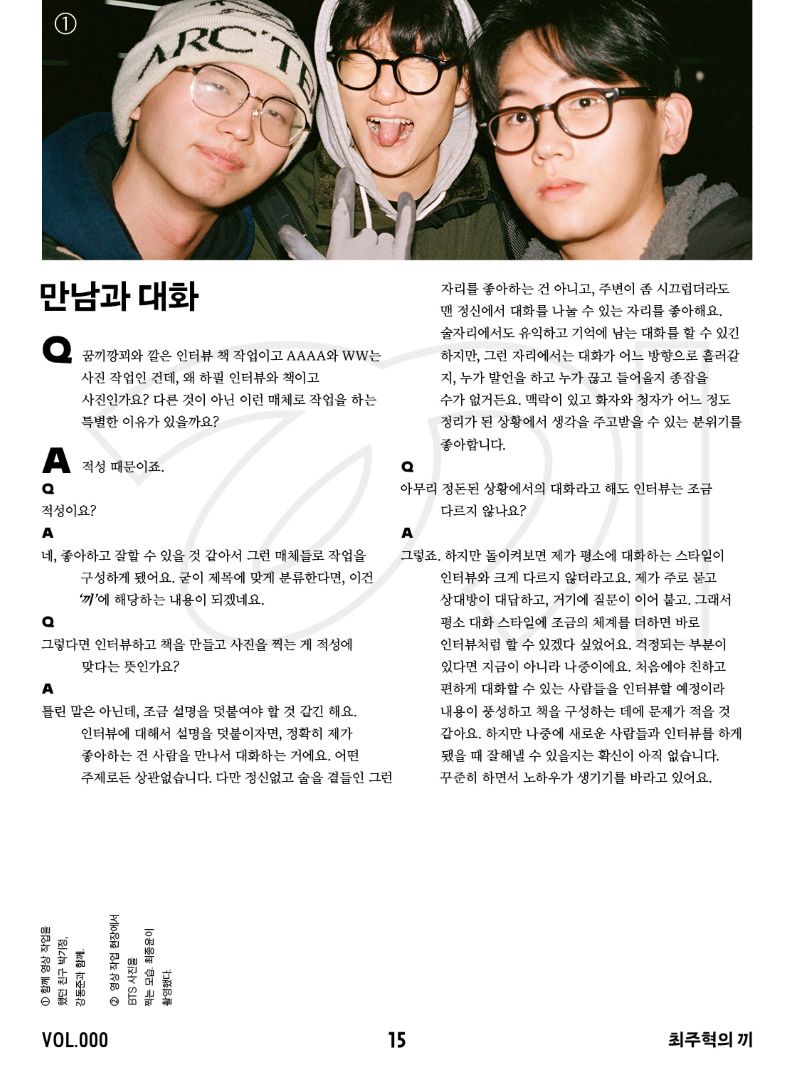 ①
ARC'TE
만남과 대화
Q 꿈끼깡꾀와 깔은 인터뷰 책 작업이고 AAAA와 WW는
사진 작업인 건데, 왜 하필 인터뷰와 책이고
사진인가요? 다른 것이 아닌 이런 매체로 작업을 하는
특별한 이유가 있을까요?
A 적성 때문이죠.
Q
적성이요?
A
네, 좋아하고 잘할 수 있을 것 같아서 그런 매체들로 작업을
구성하게 됐어요. 굳이 제목에 맞게 분류한다면, 이건
‘끼’에 해당하는 내용이 되겠네요.
Q
그렇다면 인터뷰하고 책을 만들고 사진을 찍는 게 적성에
맞다는 뜻인가요?
A
틀린 말은 아닌데, 조금 설명을 덧붙여야 할 것 같긴 해요.
인터뷰에 대해서 설명을 덧붙이자면, 정확히 제가
좋아하는 건 사람을 만나서 대화하는 거에요. 어떤
주제로든 상관없습니다. 다만 정신없고 술을 곁들인 그런
자리를 좋아하는 건 아니고, 주변이 좀 시끄럽더라도
맨 정신에서 대화를 나눌 수 있는 자리를 좋아해요.
술자리에서도 유익하고 기억에 남는 대화를 할 수 있긴
하지만, 그런 자리에서는 대화가 어느 방향으로 흘러갈
지, 누가 발언을 하고 누가 끊고 들어올지 종잡을
수가 없거든요. 맥락이 있고 화자와 청자가 어느 정도
정리가 된 상황에서 생각을 주고받을 수 있는 분위기를
좋아합니다.
Q
아무리 정돈된 상황에서의 대화라고 해도 인터뷰는 조금
다르지 않나요?
A
그렇죠. 하지만 돌이켜보면 제가 평소에 대화하는 스타일이
인터뷰와 크게 다르지 않더라고요. 제가 주로 묻고
상대방이 대답하고, 거기에 질문이 이어 붙고. 그래서
평소 대화 스타일에 조금의 체계를 더하면 바로
인터뷰처럼 할 수 있겠다 싶었어요. 걱정되는 부분이
있다면 지금이 아니라 나중이에요. 처음에야 친하고
편하게 대화할 수 있는 사람들을 인터뷰할 예정이라
내용이 풍성하고 책을 구성하는 데에 문제가 적을 것
같아요. 하지만 나중에 새로운 사람들과 인터뷰를 하게
됐을 때 잘해낼 수 있을지는 확신이 아직 없습니다.
꾸준히 하면서 노하우가 생기기를 바라고 있어요.
① 함께 영상 작업을
했던 친구 박기정,
강동준과 함께.
② 영상 작업 현장에서
BTS 사진을
찍는 모습. 최종윤이
촬영했다.
VOL.000
15
최주혁의 끼